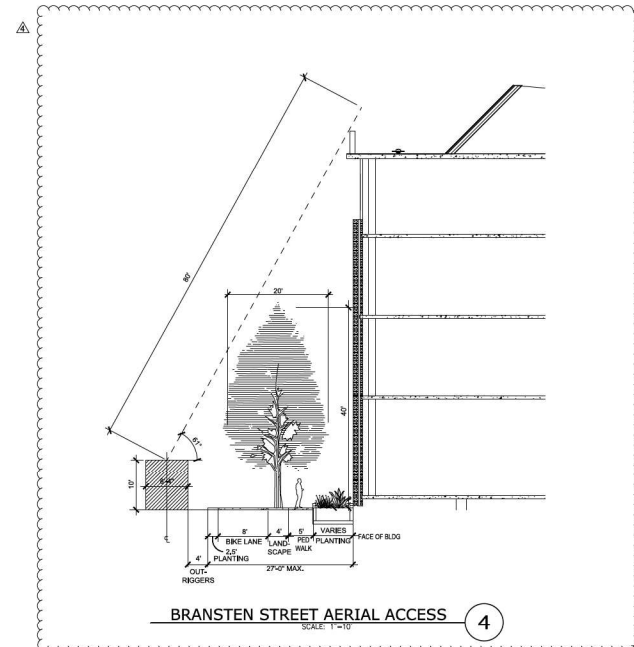 4
80'
20'
61°
40'
8'-4"
10'
8' 4' 5' VARIES
BIKE LANE LAND- PED PLANTING FACE OF BLDG
SCAPE WALK
2.5'
PLANTING
4'
27'-0" MAX.
OUT-
RIGGERS
BRANSTEN STREET AERIAL ACCESS
SCALE: 1"=10'
4